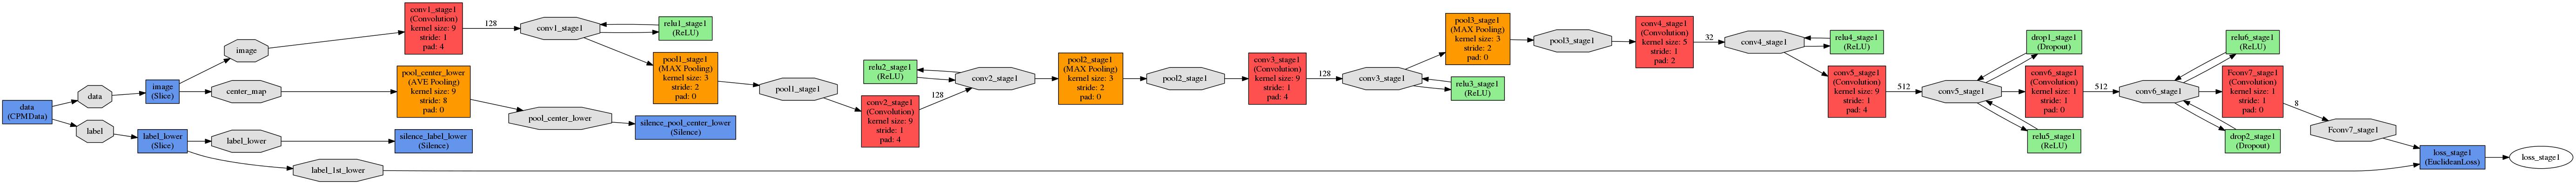 data
(CPMData)
data
label
image
(Slice)
label_lower
(Slice)
image
center_map
label_lower
label_1st_lower
conv1_stage1
(Convolution)
kernel size: 9
stride: 1
pad: 4
128
pool_center_lower
(AVE Pooling)
kernel size: 9
stride: 8
pad: 0
silence_label_lower
(Silence)
conv1_stage1
pool_center_lower
relu1_stage1
(ReLU)
pool1_stage1
(MAX Pooling)
kernel size: 3
stride: 2
pad: 0
silence_pool_center_lower
(Silence)
pool1_stage1
relu2_stage1
(ReLU)
conv2_stage1
(Convolution)
kernel size: 9
stride: 1
pad: 4
128
conv2_stage1
pool2_stage1
(MAX Pooling)
kernel size: 3
stride: 2
pad: 0
pool2_stage1
conv3_stage1
(Convolution)
kernel size: 9
stride: 1
pad: 4
128
conv3_stage1
pool3_stage1
(MAX Pooling)
kernel size: 3
stride: 2
pad: 0
relu3_stage1
(ReLU)
pool3_stage1
conv4_stage1
(Convolution)
kernel size: 5
stride: 1
pad: 2
32
conv4_stage1
relu4_stage1
(ReLU)
conv5_stage1
(Convolution)
kernel size: 9
stride: 1
pad: 4
512
conv5_stage1
drop1_stage1
(Dropout)
conv6_stage1
(Convolution)
kernel size: 1
stride: 1
pad: 0
relu5_stage1
(ReLU)
512
conv6_stage1
relu6_stage1
(ReLU)
Fconv7_stage1
(Convolution)
kernel size: 1
stride: 1
pad: 0
drop2_stage1
(Dropout)
8
Fconv7_stage1
loss_stage1
(EuclideanLoss)
loss_stage1